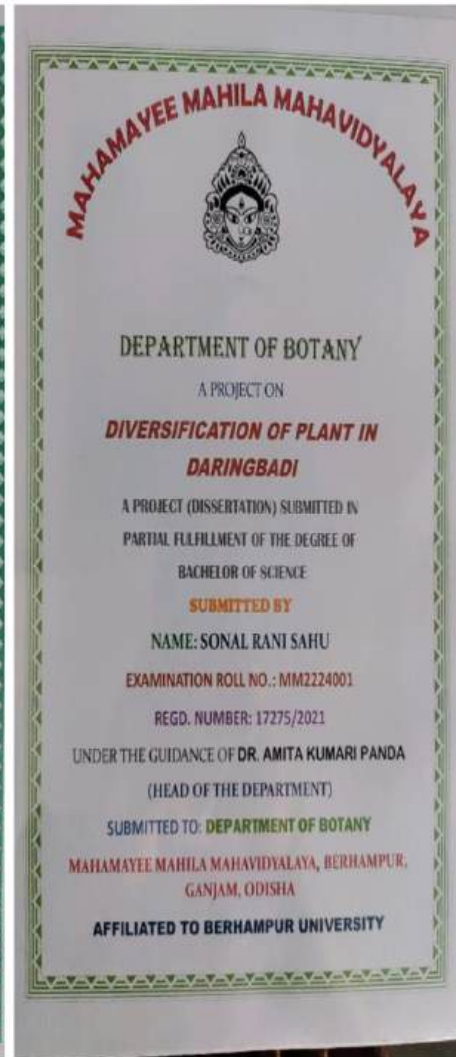 MAHAMAYEE MAHILA MAHAVIDYALAYA
DEPARTMENT OF BOTANY
A PROJECT ON
DIVERSIFICATION OF PLANT IN
DARINGBADI
A PROJECT (DISSERTATION) SUBMITTED IN
PARTIAL FULFILLMENT OF THE DEGREE OF
BACHELOR OF SCIENCE
SUBMITTED BY
NAME: SONAL RANI SAHU
EXAMINATION ROLL NO.: MM2224001
REGD. NUMBER: 17275/2021
UNDER THE GUIDANCE OF DR. AMITA KUMARI PANDA
(HEAD OF THE DEPARTMENT)
SUBMITTED TO: DEPARTMENT OF BOTANY
MAHAMAYEE MAHILA MAHAVIDYALAYA, BERHAMPUR,
GANJAM, ODISHA
AFFILIATED TO BERHAMPUR UNIVERSITY